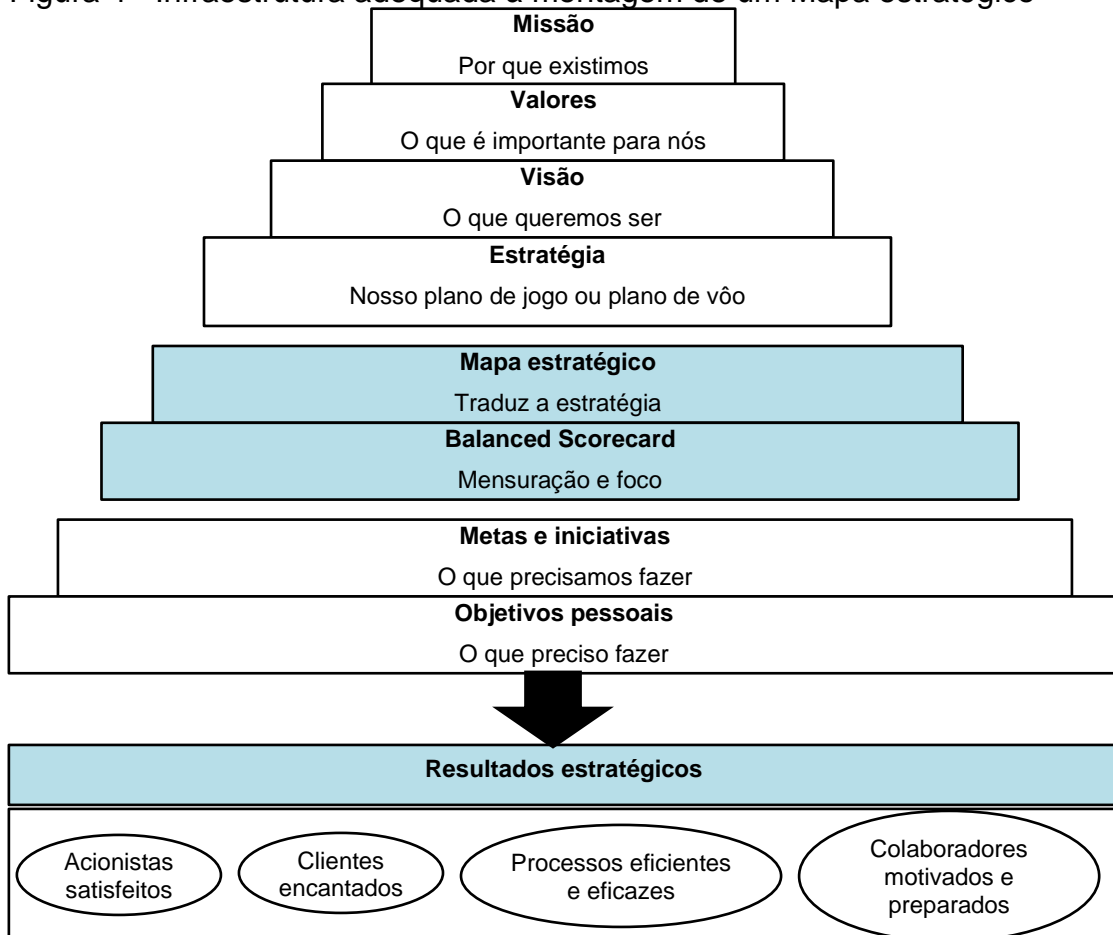 Missão
Por que existimos
Valores
O que é importante para nós
Visão
O que queremos ser
Estratégia
Nosso plano de jogo ou plano de vôo
Mapa estratégico
Traduz a estratégia
Balanced Scorecard
Mensuração e foco
Metas e iniciativas
O que precisamos fazer
Objetivos pessoais
O que preciso fazer
Resultados estratégicos
Acionistas
satisfeitos
Clientes
encantados
Processos eficientes
e eficazes
Colaboradores
motivados e
preparados